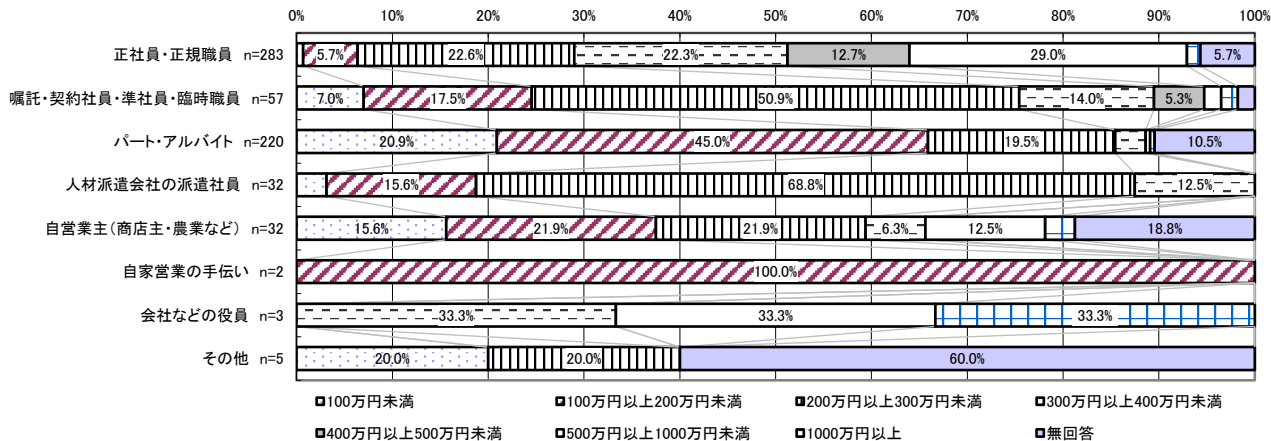 0% 10% 20% 30% 40% 50% 60% 70% 80% 90% 100%
正社員・正規職員 n=283 5.7% 22.6% 22.3% 12.7% 29.0% 5.7%
嘱託・契約社員・準社員・臨時職員 n=57 7.0% 17.5% 50.9% 14.0% 5.3%
パート・アルバイト n=220 20.9% 45.0% 19.5% 10.5%
人材派遣会社の派遣社員 n=32 15.6% 68.8% 12.5%
自営業主(商店主・農業など) n=32 15.6% 21.9% 21.9% 6.3% 12.5% 18.8%
自家営業の手伝い n=2 100.0%
会社などの役員 n=3 33.3% 33.3% 33.3%
その他 n=5 20.0% 20.0% 60.0%
100万円未満 100万円以上200万円未満 200万円以上300万円未満 300万円以上400万円未満
400万円以上500万円未満 500万円以上1000万円未満 1000万円以上 無回答